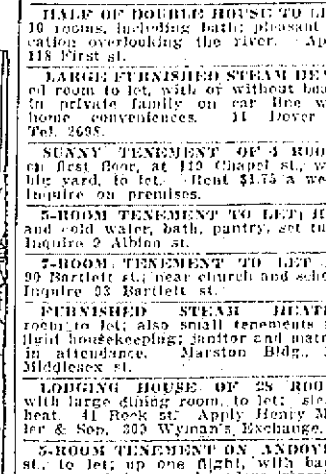 HALF OF DOUBLE HOUSE TO L
10 rooms, including bath; pleasant
cation overlooking the river. Ap
118 First st.
LARGE FURNISHED STEAM HE
ed room to let, with or without boa
in private family on car line w
home conveniences. 11 Dover
Tel. 2698.
SUNNY TENEMENT OF 4 ROO
on first floor, at 119 Chapel st., w
big yard, to let. Rent $1.75 a we
Inquire on premises.
5-ROOM TENEMENT TO LET; H
and cold water, bath, pantry, set tu
Inquire 9 Albion st.
7-ROOM TENEMENT TO LET
90 Bartlett st.; near church and scho
Inquire 93 Bartlett st.
FURNISHED STEAM HEAT
room to let; also small tenements
light housekeeping; janitor and matr
in attendance. Marston Bldg.,
Middlesex st.
LODGING HOUSE OF 28 ROO
with large dining room, to let; ste
heat. 41 Rock st. Apply Henry M
ler & Son, 309 Wyman's Exchange.
5-ROOM TENEMENT ON ANDOVE
st., to let; up one flight, with ba